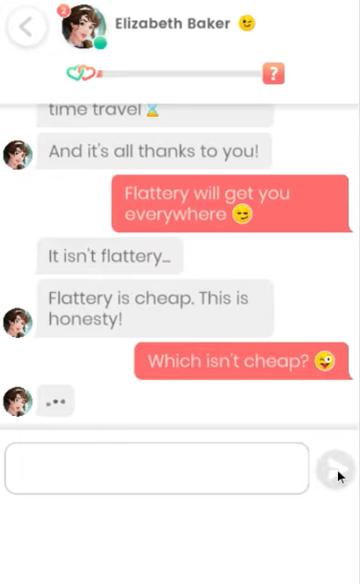 2
Elizabeth Baker 😉
?
time travel ⌛
And it's all thanks to you!
Flattery will get you
everywhere 😏
It isn't flattery...
Flattery is cheap. This is
honesty!
Which isn't cheap? 😜
...